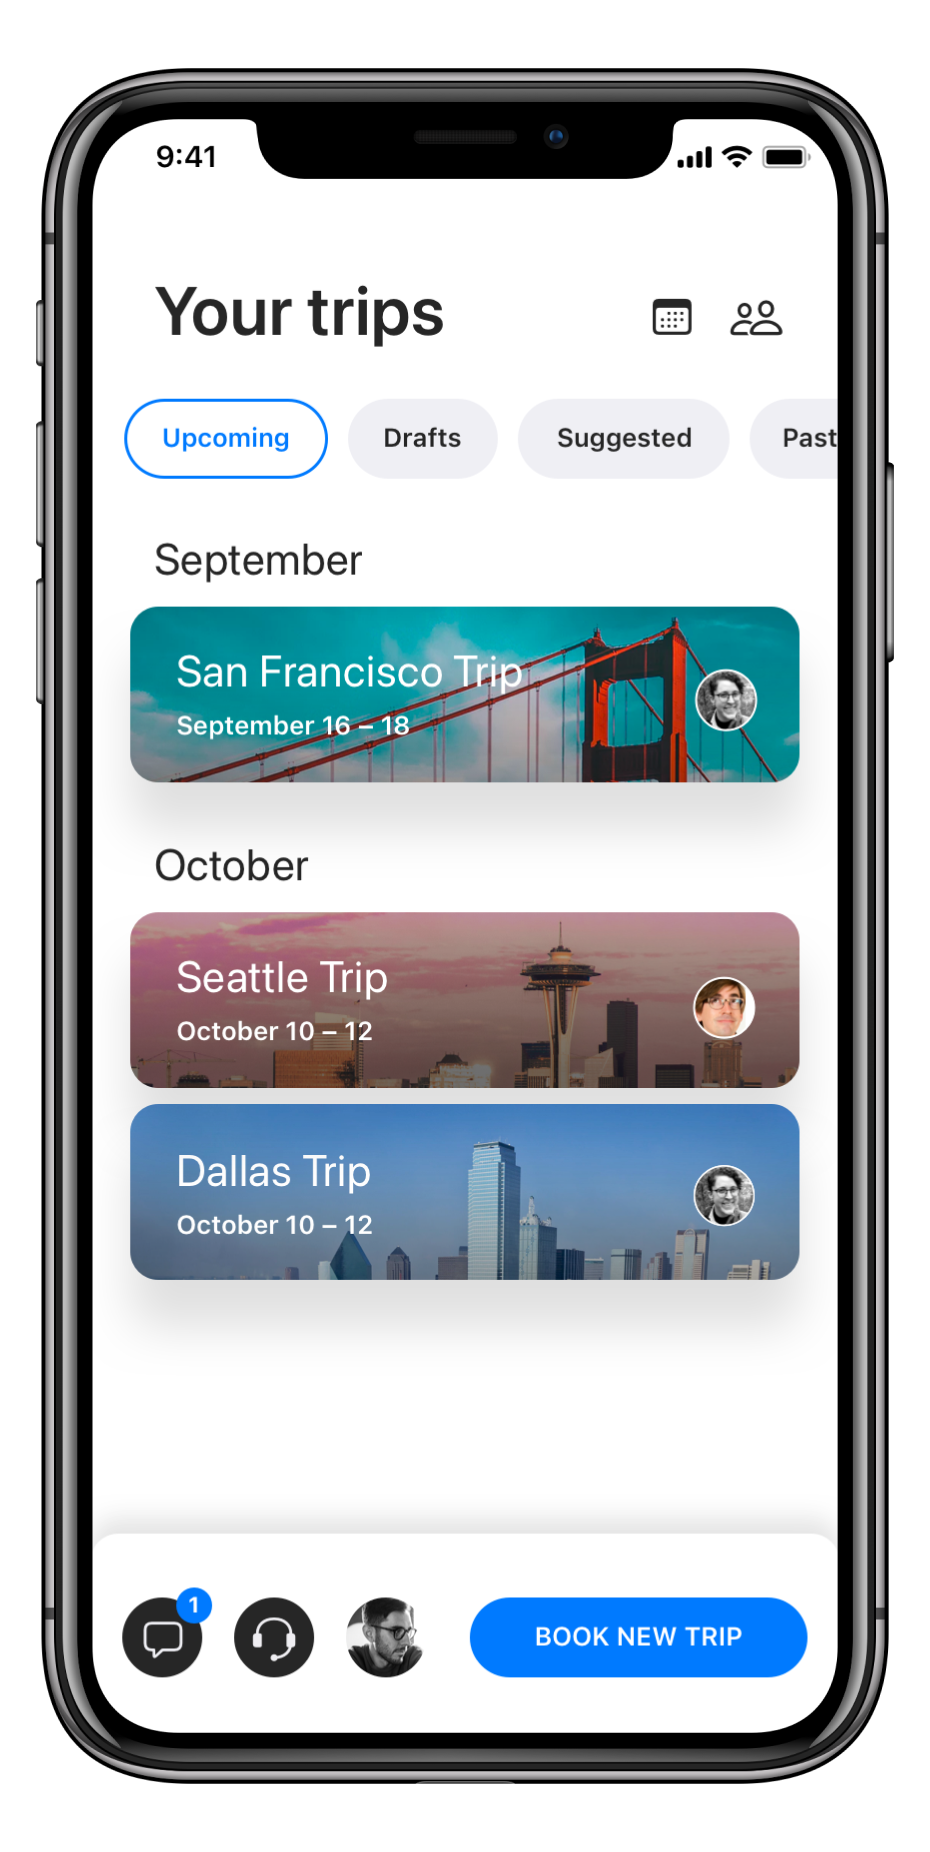 9:41
Your trips
Upcoming Drafts Suggested Past
September
San Francisco Trip
September 16 – 18
October
Seattle Trip
October 10 – 12
Dallas Trip
October 10 – 12
1
BOOK NEW TRIP